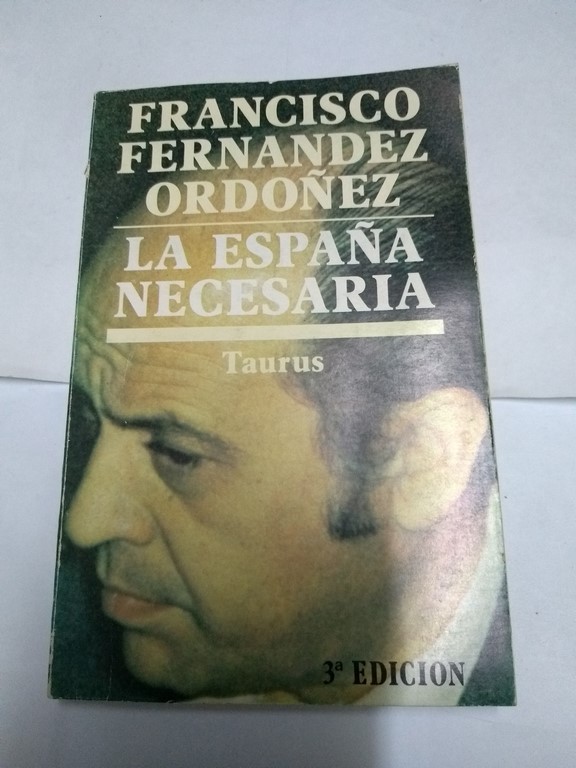 FRANCISCO
FERNANDEZ
ORDOÑEZ
LA ESPAÑA
NECESARIA
Taurus
3ª EDICION